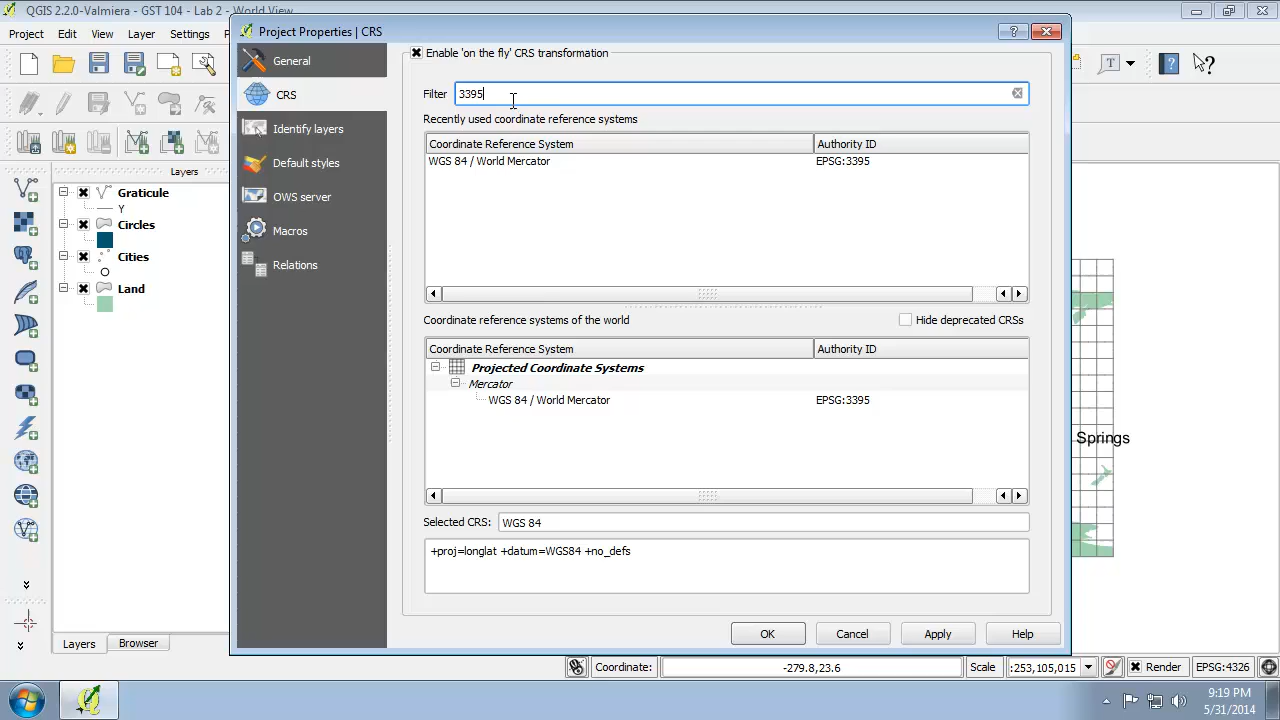 QGIS 2.2.0-Valmiera - GST 104 - Lab 2 - World View
Project Properties | CRS
Project Edit View Layer Settings
General
CRS
Identify layers
Default styles
OWS server
Macros
Relations
Enable 'on the fly' CRS transformation
Filter 3395
Recently used coordinate reference systems
Coordinate Reference System Authority ID
WGS 84 / World Mercator EPSG:3395
Coordinate reference systems of the world
Hide deprecated CRSs
Coordinate Reference System Authority ID
Projected Coordinate Systems
Mercator
WGS 84 / World Mercator EPSG:3395
Selected CRS: WGS 84
+proj=longlat +datum=WGS84 +no_defs
OK Cancel Apply Help
Layers
Graticule
Y
Circles
Cities
Land
Layers Browser
Springs
Coordinate: -279.8,23.6 Scale :253,105,015 Render EPSG:4326
9:19 PM
5/31/2014